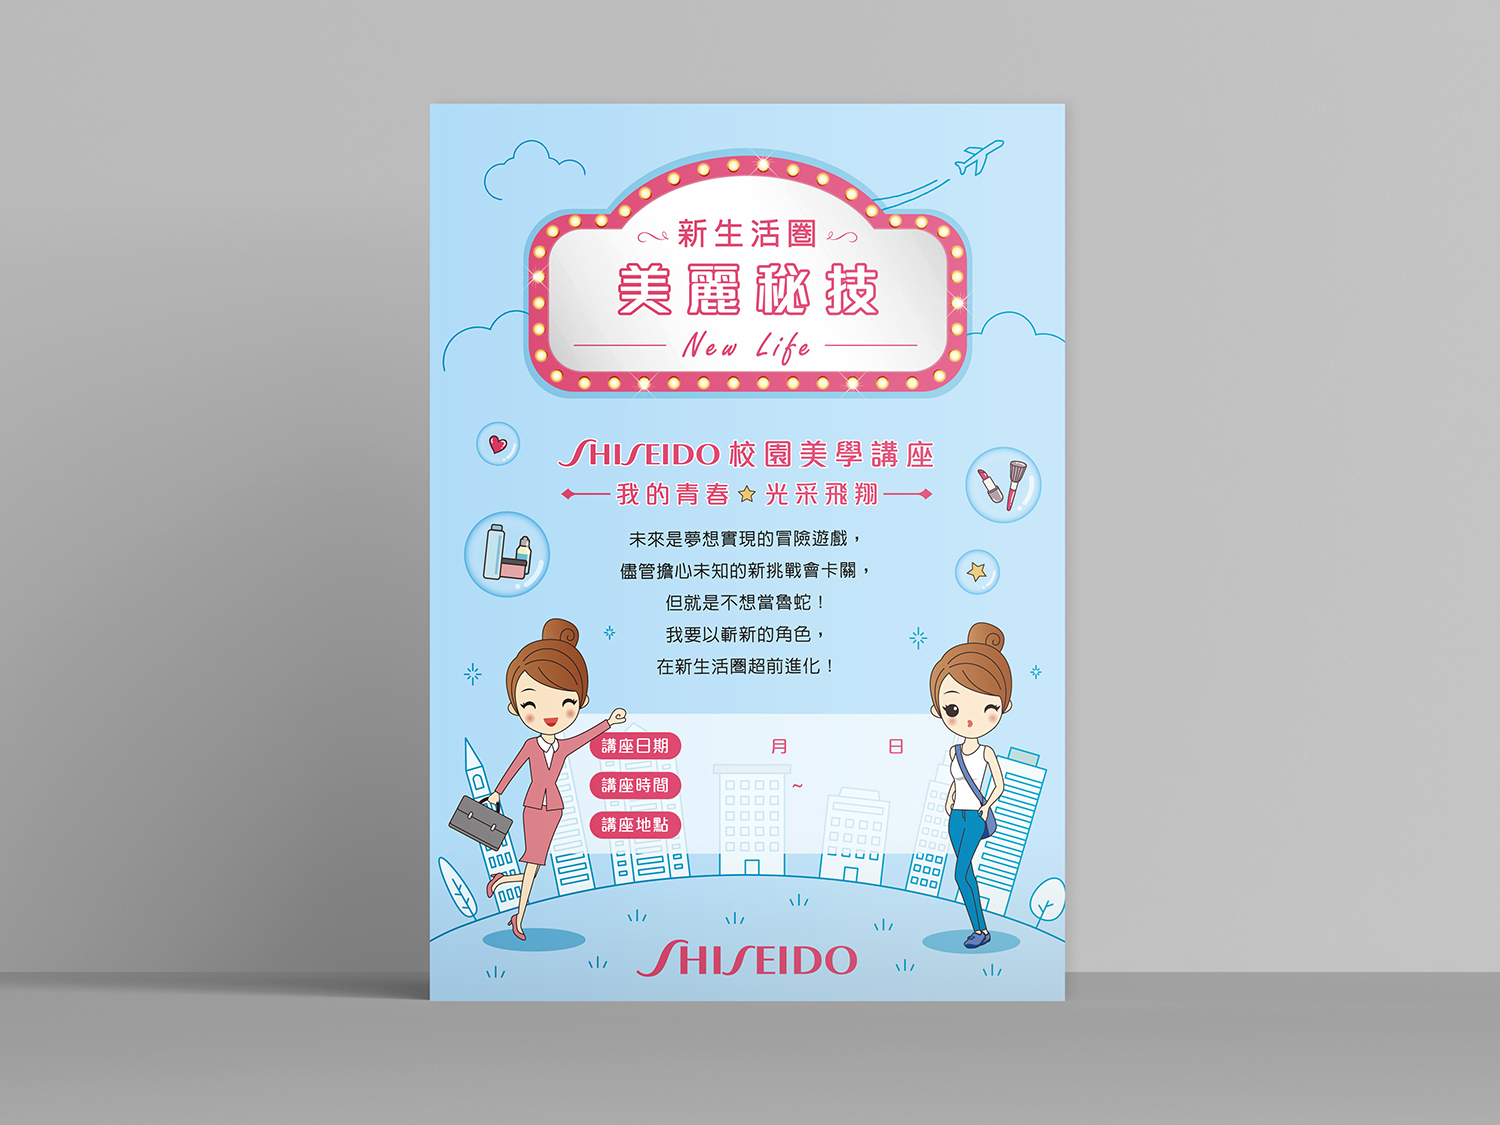 新生活圈
美麗秘技
New Life
SHISEIDO 校園美學講座
我的青春☆光采飛翔
未來是夢想實現的冒險遊戲，
儘管擔心未知的新挑戰會卡關，
但就是不想當魯蛇！
我要以嶄新的角色，
在新生活圈超前進化！
講座日期 月 日
講座時間 ~
講座地點
SHISEIDO